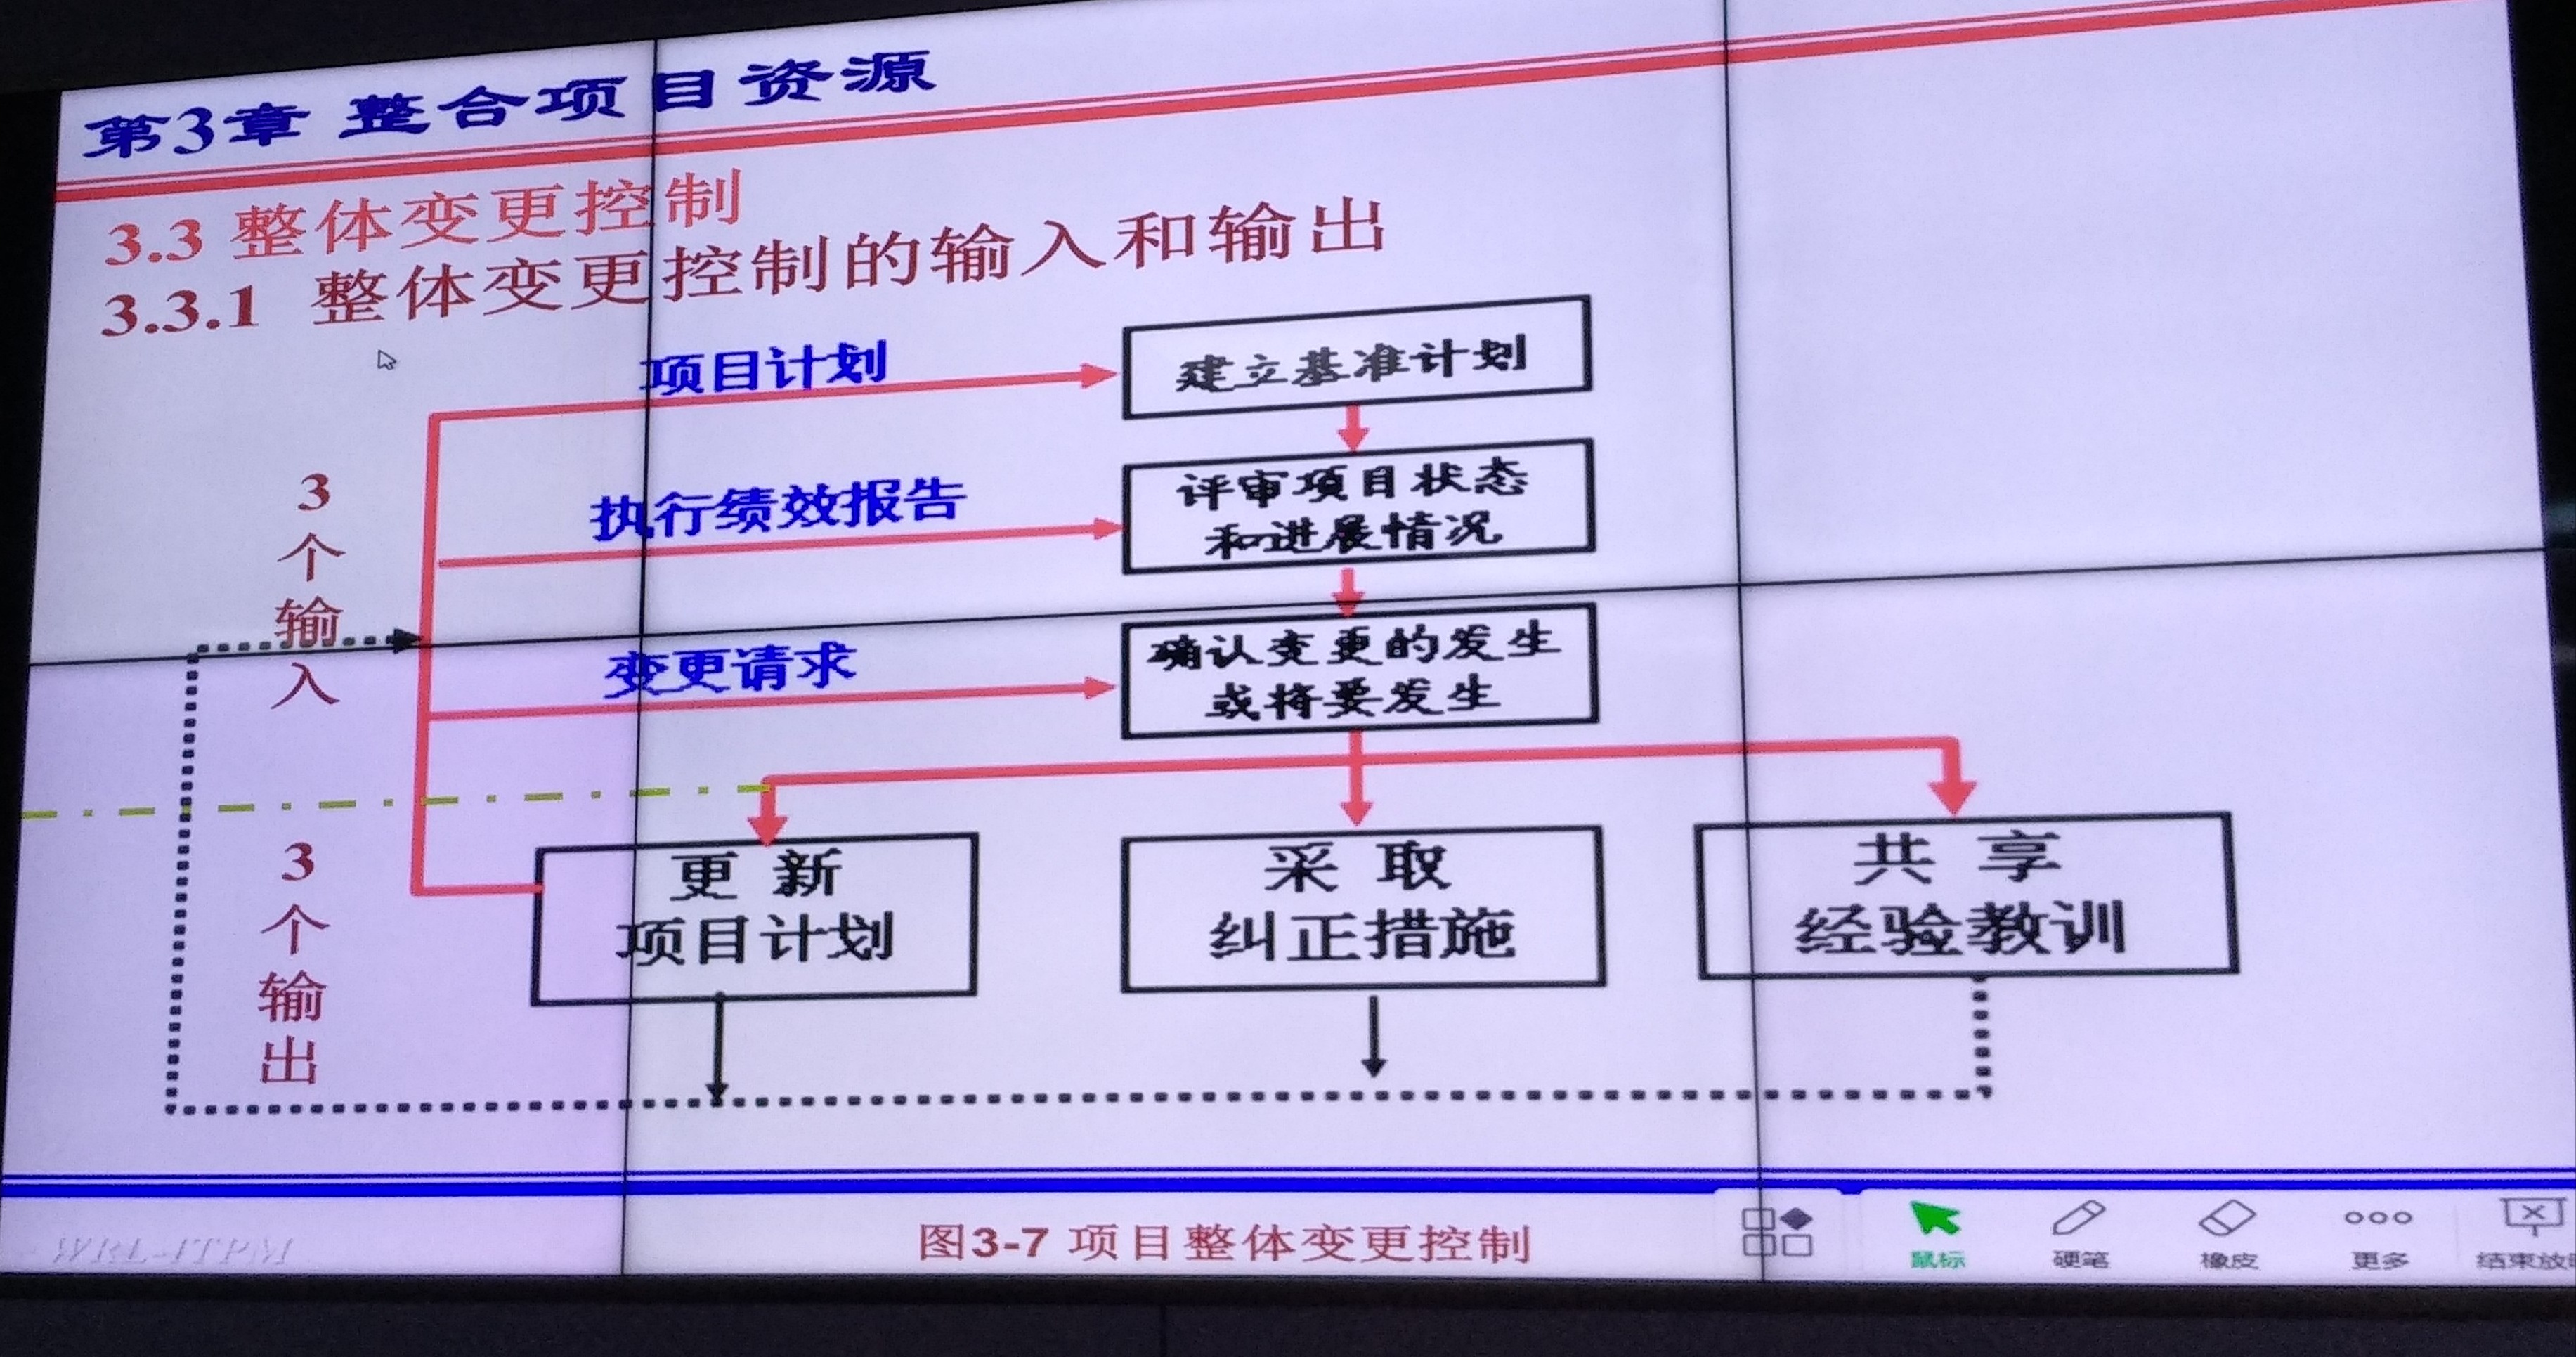 第3章 整合项目资源
3.3 整体变更控制
3.3.1 整体变更控制的输入和输出
项目计划
建立基准计划
执行绩效报告
评审项目状态
和进展情况
3
个
输
入
变更请求
确认变更的发生
或将要发生
3
个
输
出
更 新
项目计划
采 取
纠正措施
共 享
经验教训
WRL-ITPM
图3-7 项目整体变更控制
鼠标
硬笔
橡皮
更多
结束放